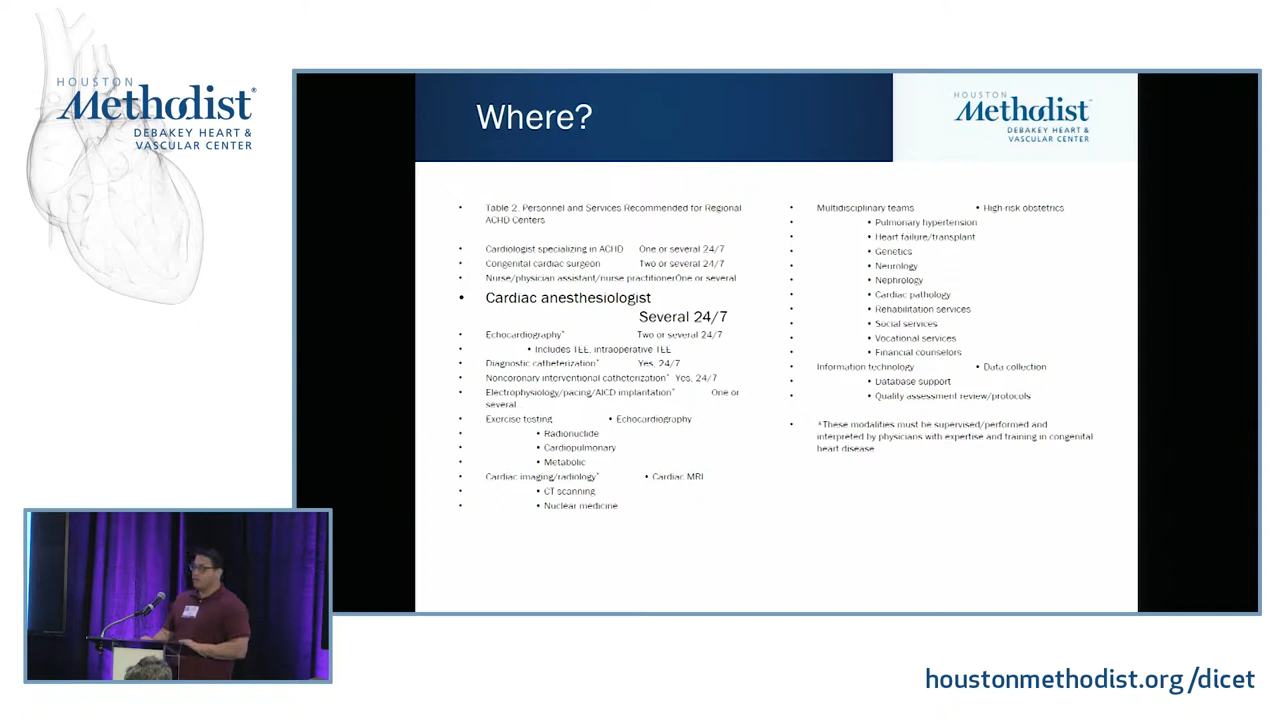 HOUSTON
Methodist®
DEBAKEY HEART &
VASCULAR CENTER
Where?
HOUSTON
Methodist
DEBAKEY HEART &
VASCULAR CENTER
• Table 2. Personnel and Services Recommended for Regional
ACHD Centers
• Cardiologist specializing in ACHD One or several 24/7
• Congenital cardiac surgeon Two or several 24/7
• Nurse/physician assistant/nurse practitionerOne or several
• Cardiac anesthesiologist
Several 24/7
• Echocardiography* Two or several 24/7
• • Includes TEE, intraoperative TEE
• Diagnostic catheterization* Yes, 24/7
• Noncoronary interventional catheterization* Yes, 24/7
• Electrophysiology/pacing/AICD implantation* One or
several
• Exercise testing • Echocardiography
• • Radionuclide
• • Cardiopulmonary
• • Metabolic
• Cardiac imaging/radiology* • Cardiac MRI
• • CT scanning
• • Nuclear medicine
• Multidisciplinary teams • High-risk obstetrics
• • Pulmonary hypertension
• • Heart failure/transplant
• • Genetics
• • Neurology
• • Nephrology
• • Cardiac pathology
• • Rehabilitation services
• • Social services
• • Vocational services
• • Financial counselors
• Information technology • Data collection
• • Database support
• • Quality assessment review/protocols
• *These modalities must be supervised/performed and
interpreted by physicians with expertise and training in congenital
heart disease
houstonmethodist.org/dicet